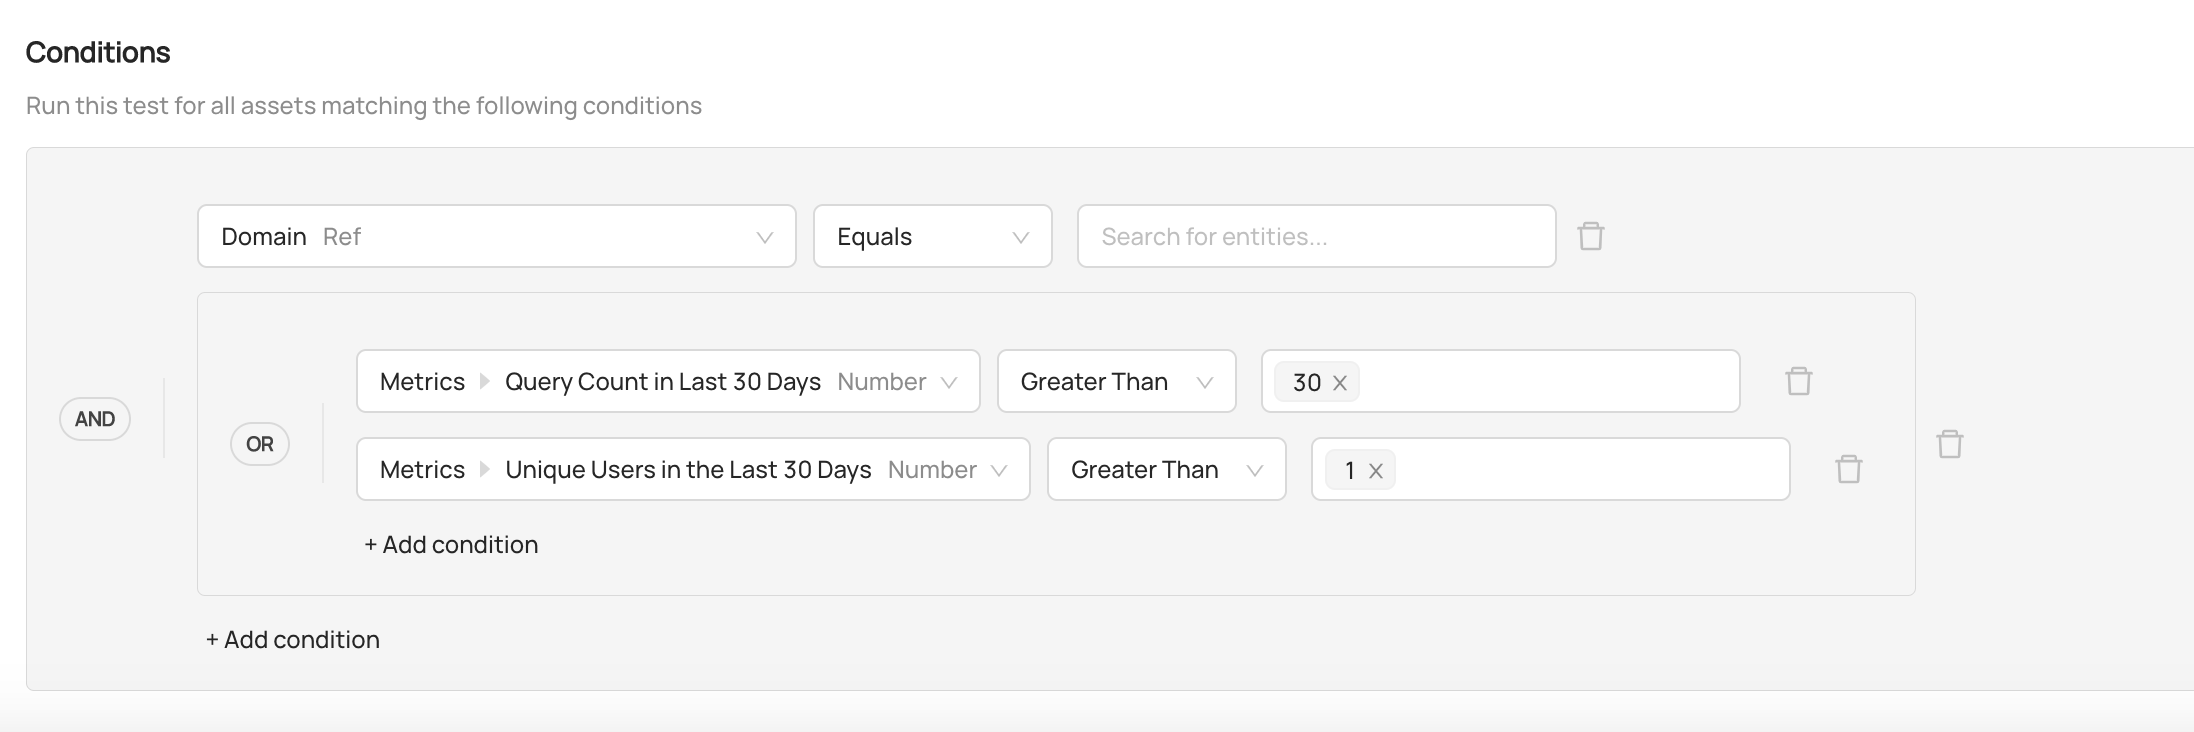 Conditions
Run this test for all assets matching the following conditions
Domain Ref Equals Search for entities...
AND
OR
Metrics Query Count in Last 30 Days Number Greater Than 30
Metrics Unique Users in the Last 30 Days Number Greater Than 1
+ Add condition
+ Add condition